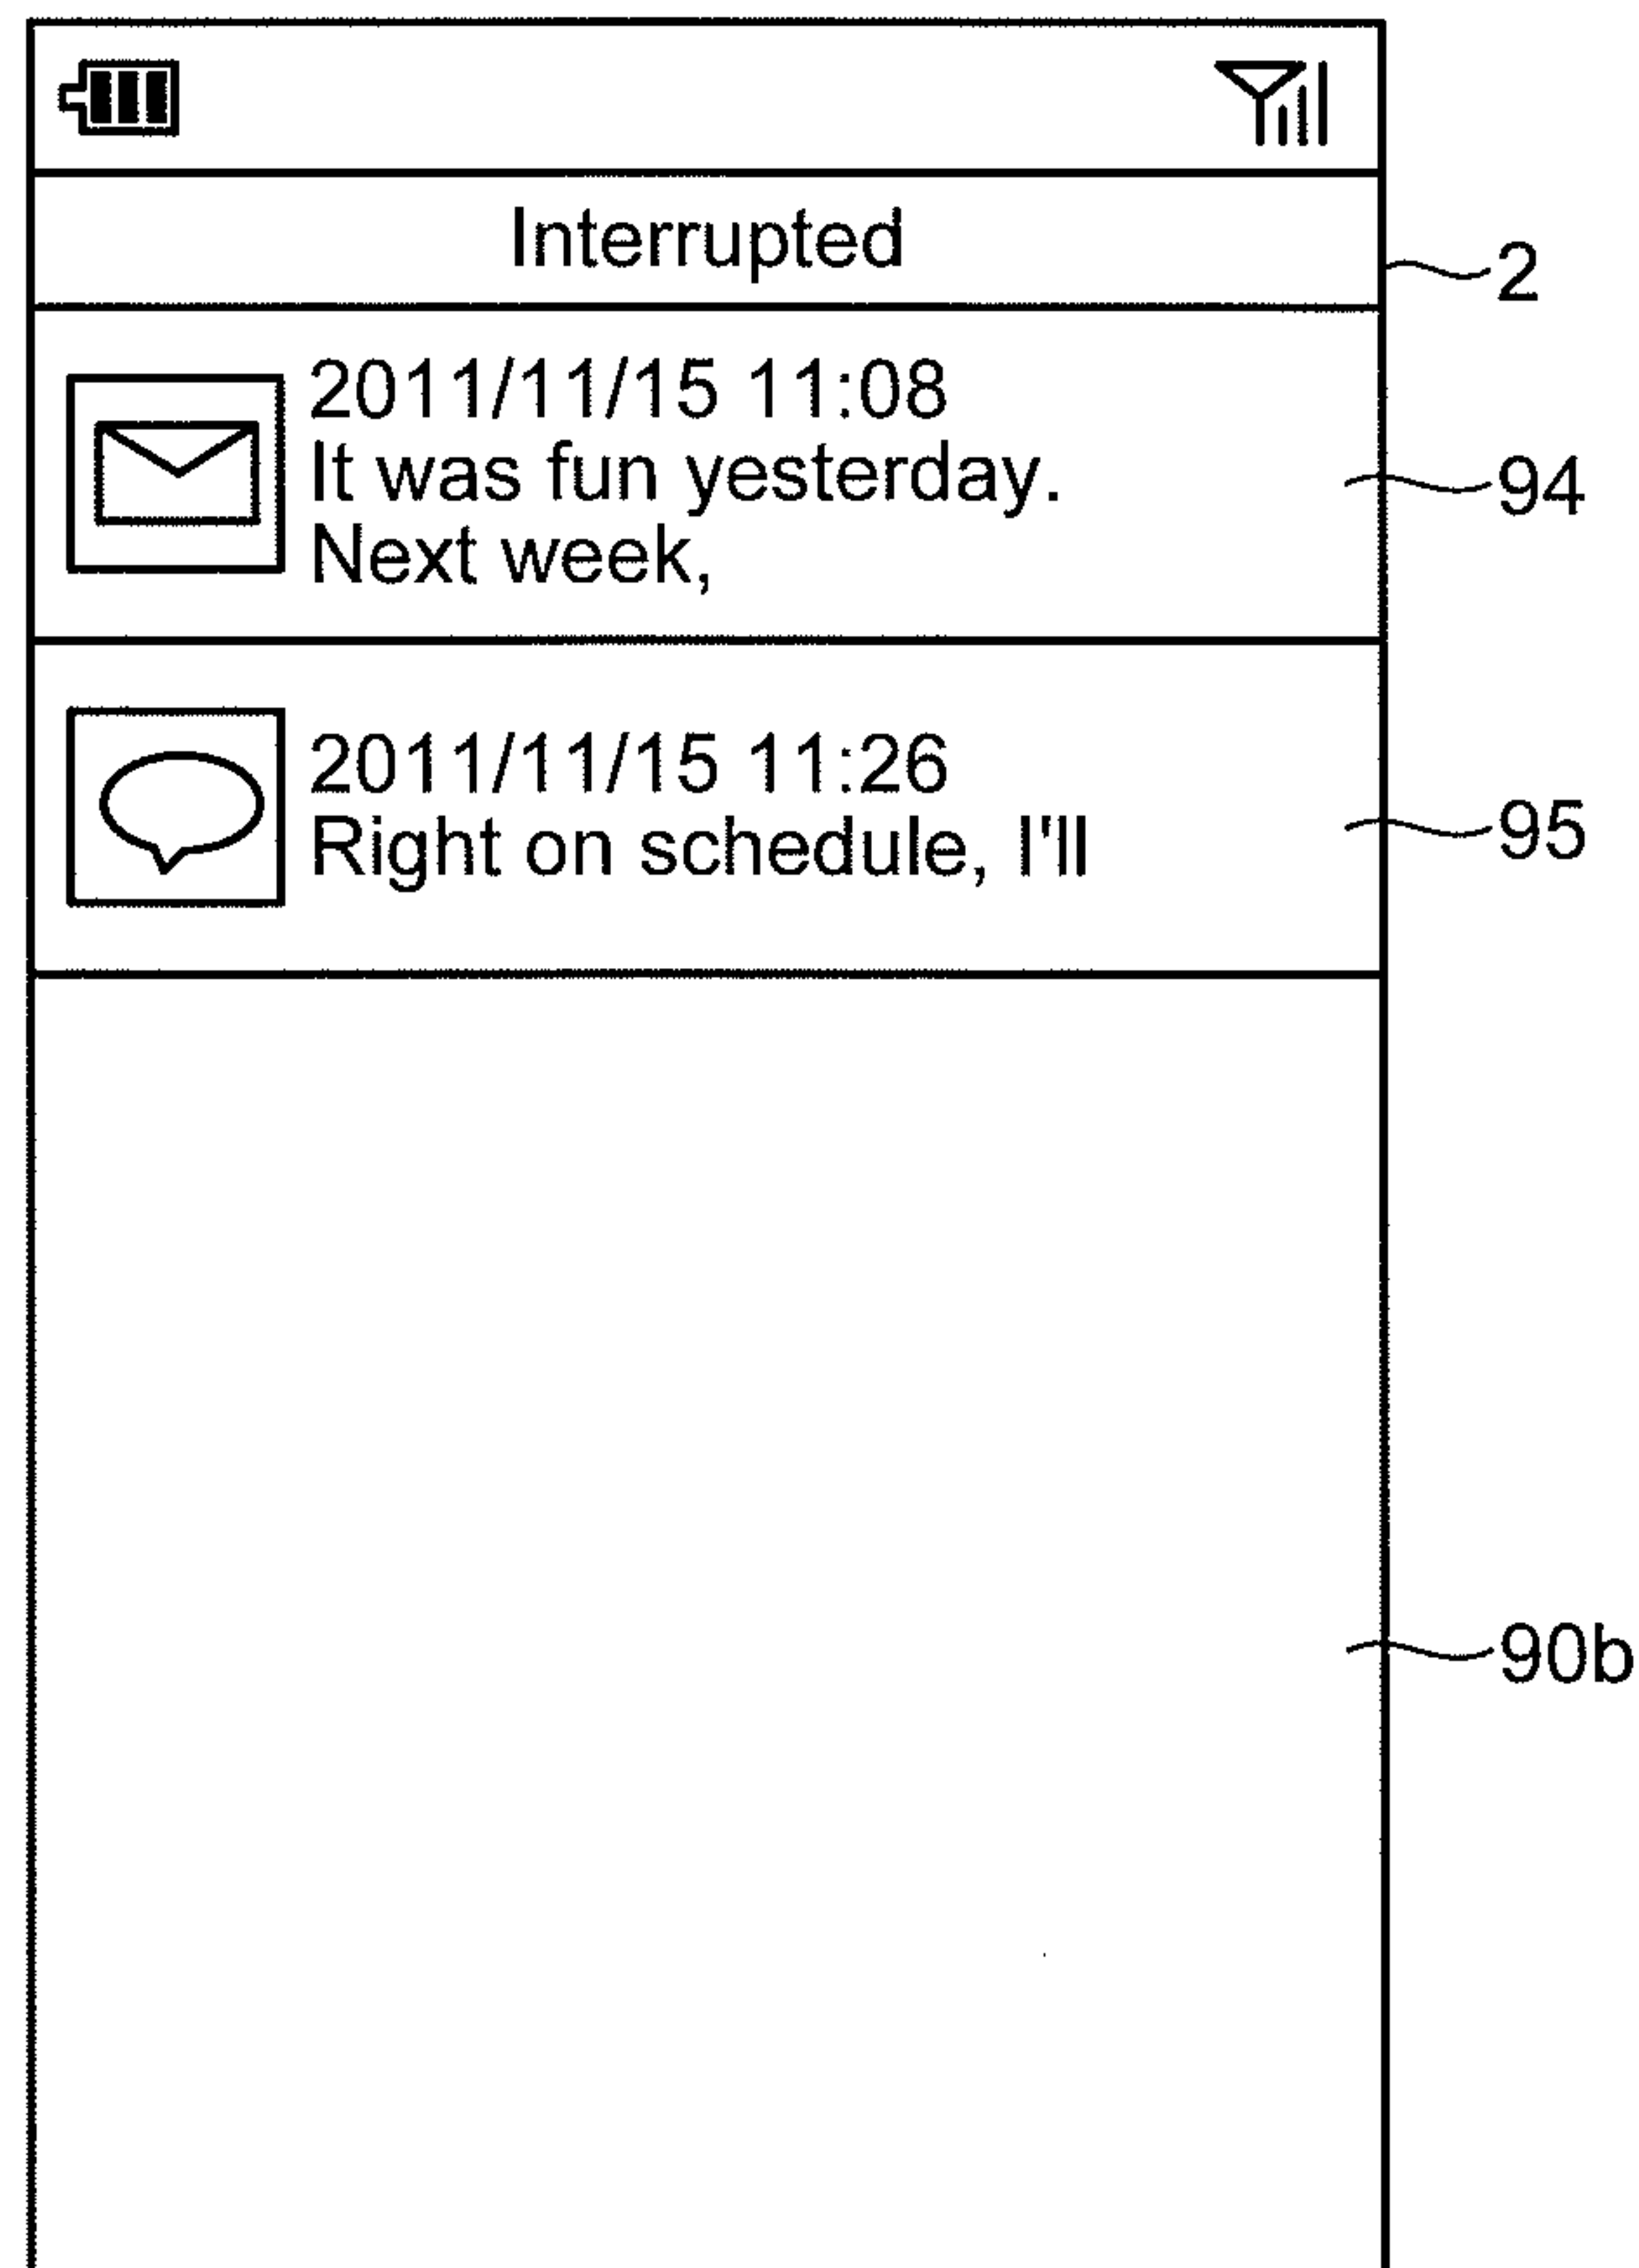 Interrupted
2
2011/11/15 11:08
It was fun yesterday.
Next week,
94
2011/11/15 11:26
Right on schedule, I'll
95
90b